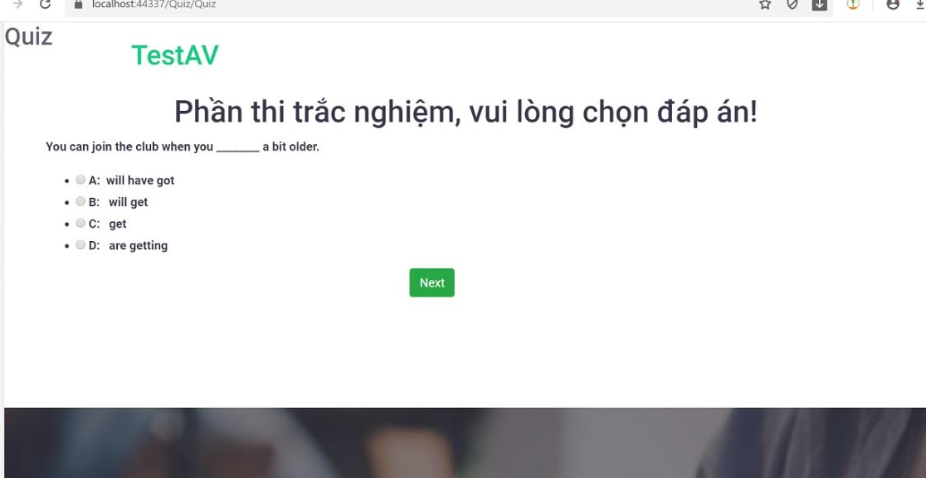 localhost:44337/Quiz/Quiz
Quiz
TestAV
Phần thi trắc nghiệm, vui lòng chọn đáp án!
You can join the club when you _______ a bit older.
A: will have got
B: will get
C: get
D: are getting
Next